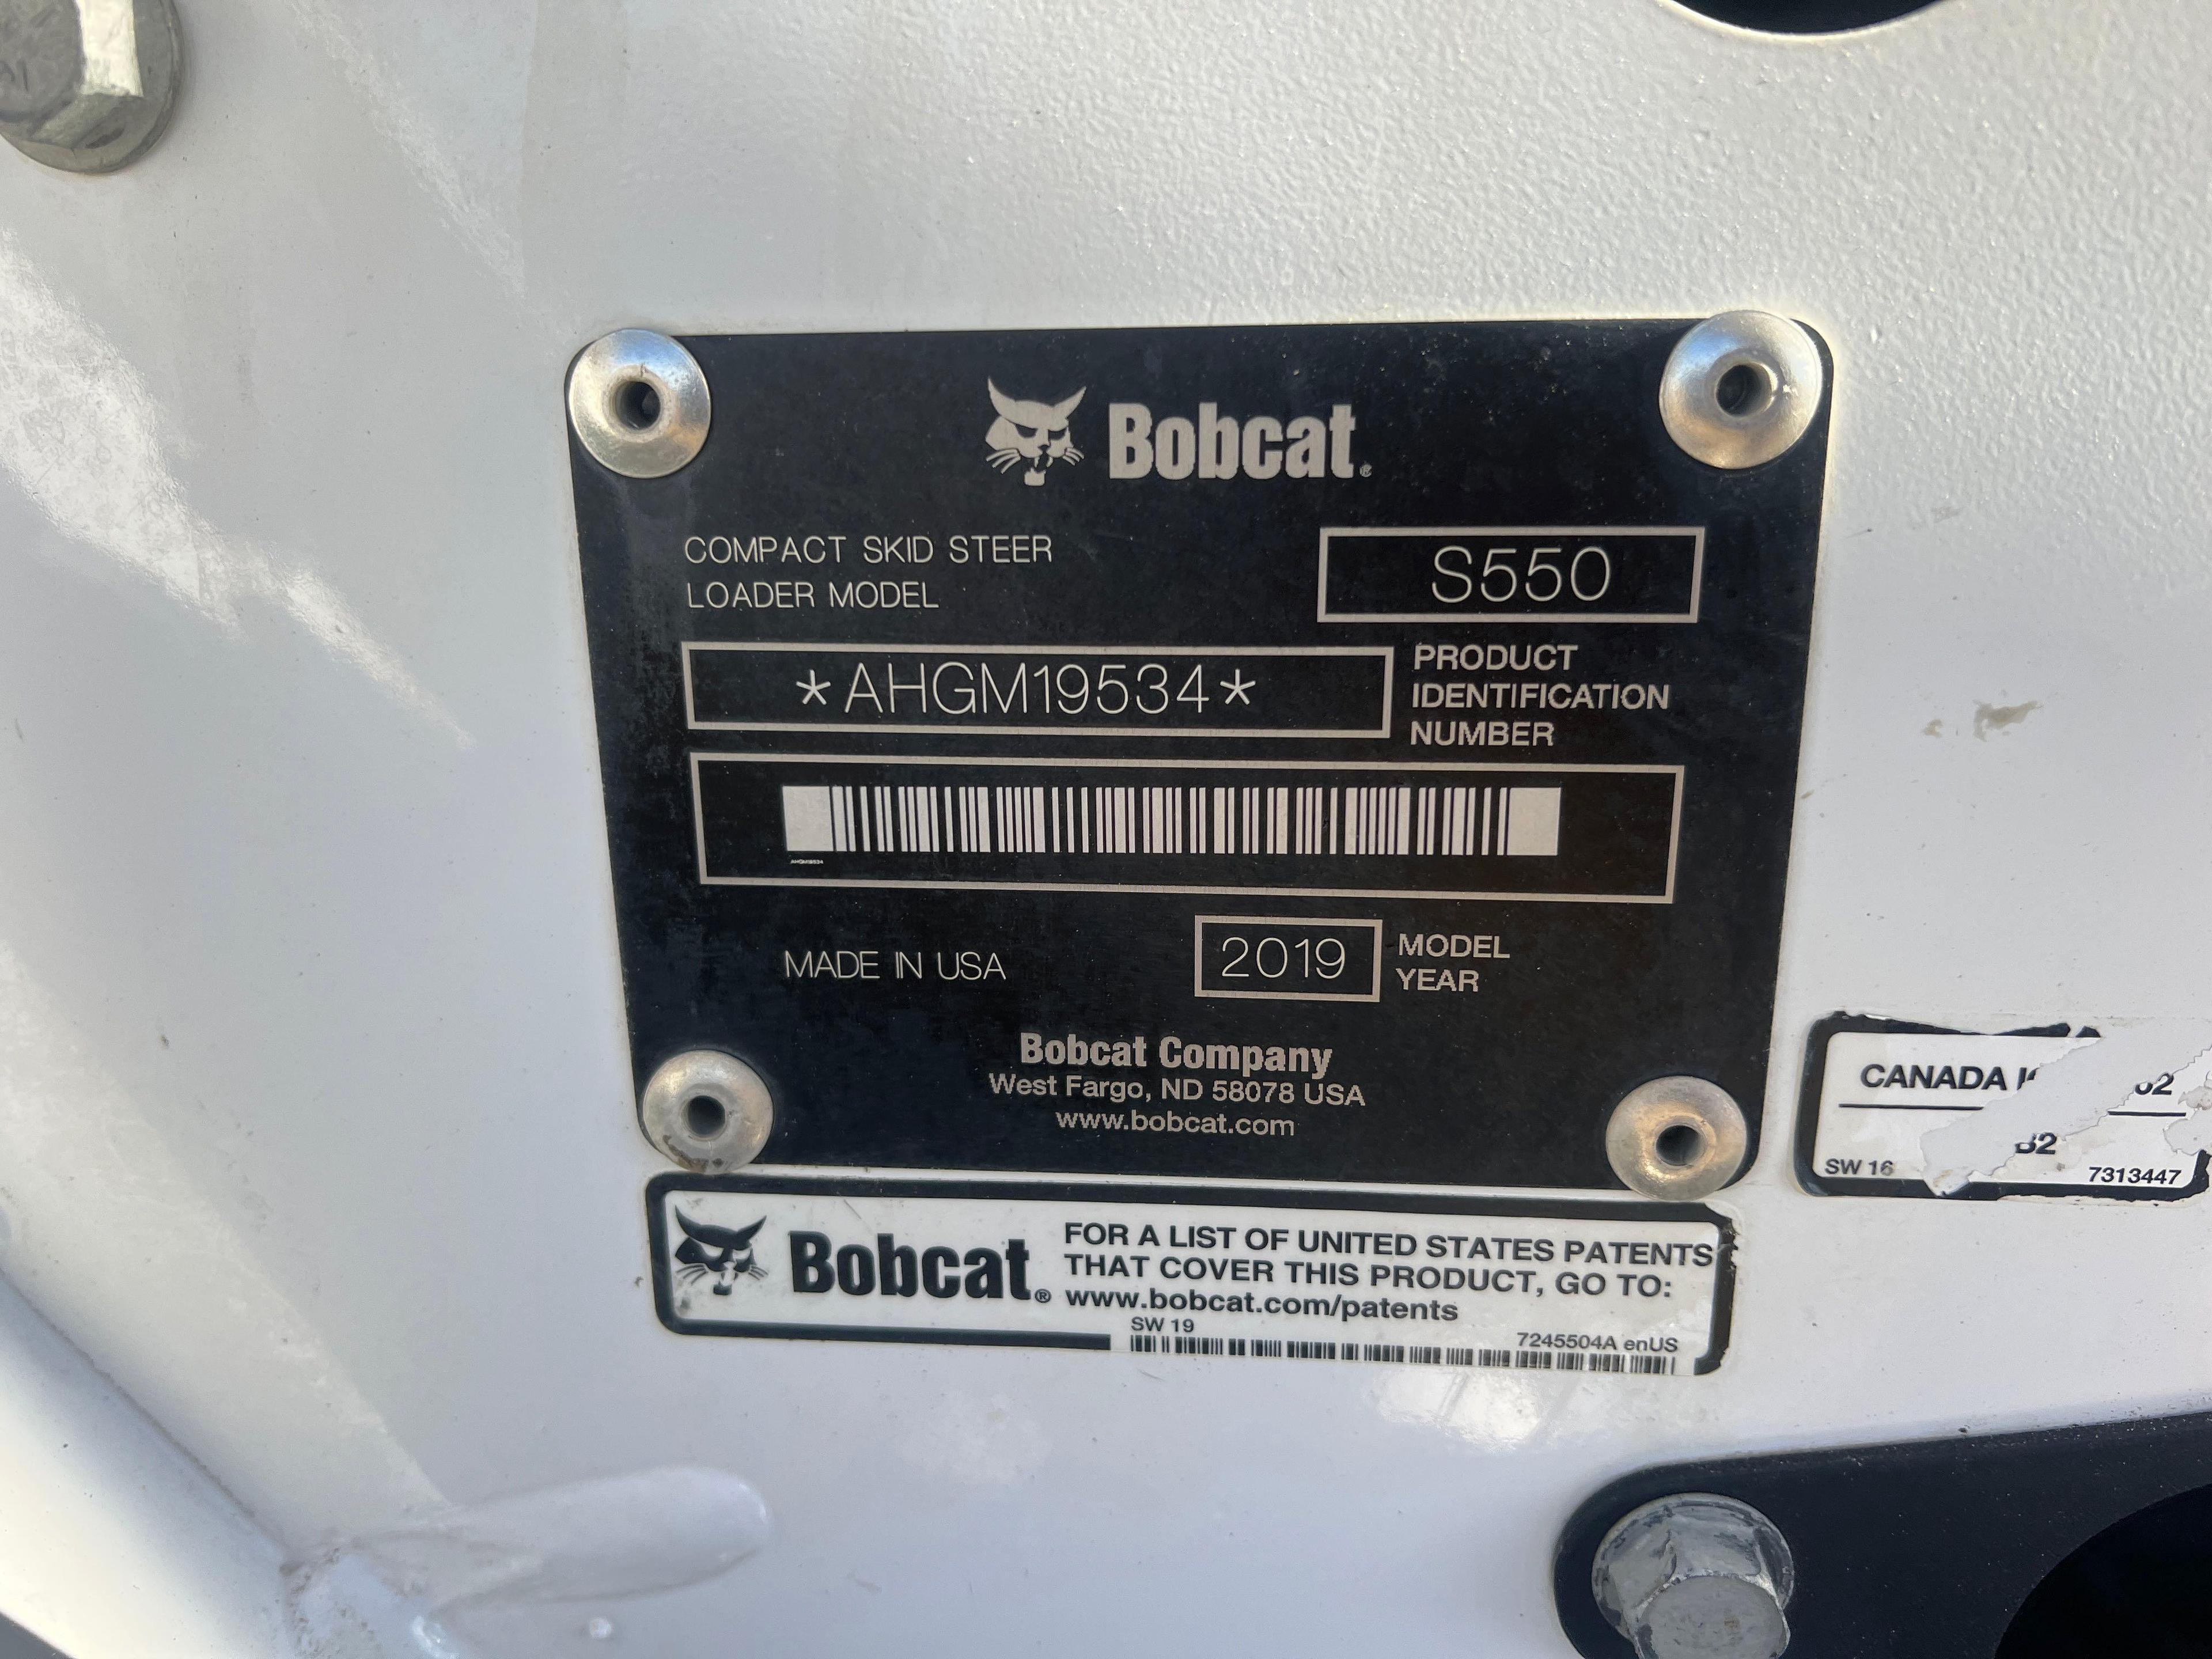 Bobcat®
COMPACT SKID STEER
LOADER MODEL
S550
*AHGM19534*
PRODUCT
IDENTIFICATION
NUMBER
AHGM19534
MADE IN USA
2019
MODEL
YEAR
Bobcat Company
West Fargo, ND 58078 USA
www.bobcat.com
CANADA
B2
SW 16
7313447
Bobcat®
FOR A LIST OF UNITED STATES PATENTS
THAT COVER THIS PRODUCT, GO TO:
www.bobcat.com/patents
SW 19
7245504A enUS